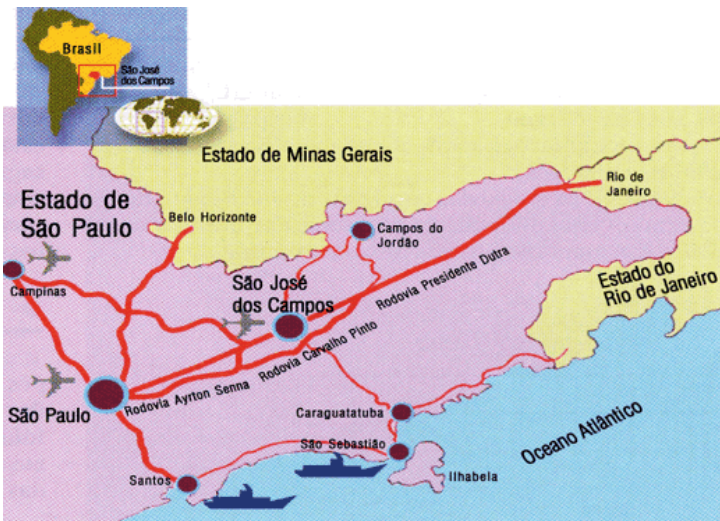 Brasil
São José
dos Campos
Estado de Minas Gerais
Rio de
Janeiro
Estado de
São Paulo
Belo Horizonte
Campos do
Jordão
Campinas
São José
dos Campos
Rodovia Presidente Dutra
Estado do
Rio de Janeiro
Rodovia Carvalho Pinto
Rodovia Ayrton Senna
São Paulo
Caraguatatuba
Oceano Atlântico
São Sebastião
Santos
Ilhabela